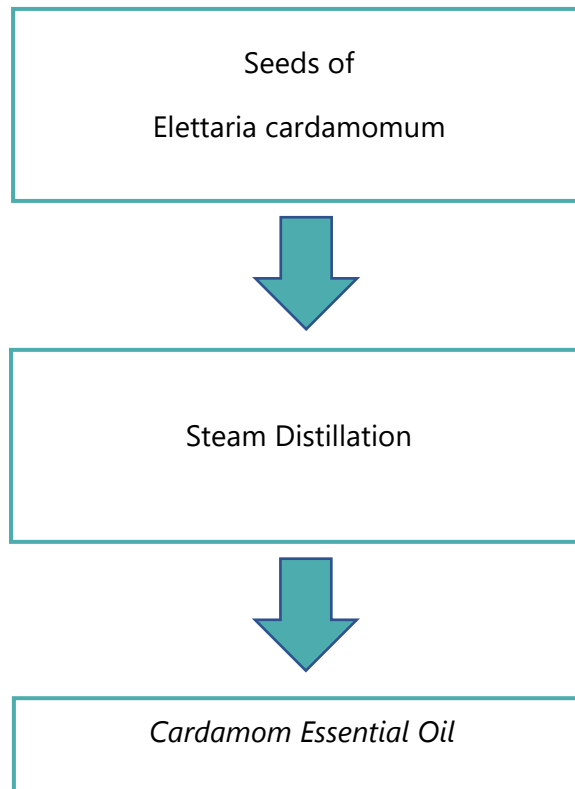 Seeds of
Elettaria cardamomum
Steam Distillation
Cardamom Essential Oil